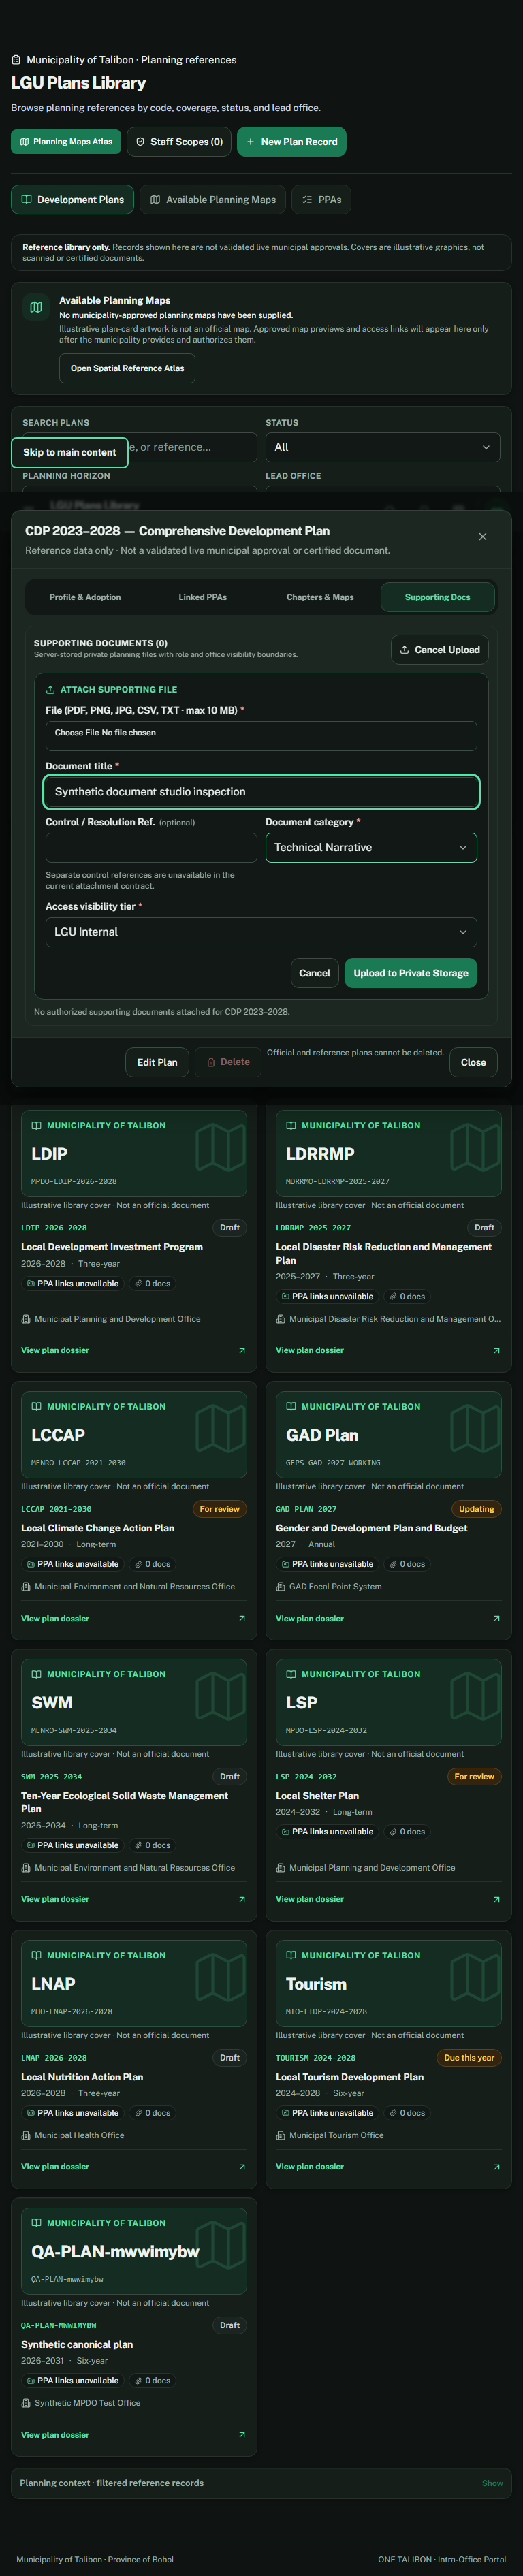 Municipality of Talibon · Planning references
LGU Plans Library
Browse planning references by code, coverage, status, and lead office.
Planning Maps Atlas
Staff Scopes (0)
New Plan Record
Development Plans
Available Planning Maps
PPAs
Reference library only. Records shown here are not validated live municipal approvals. Covers are illustrative graphics, not
scanned or certified documents.
Available Planning Maps
No municipality-approved planning maps have been supplied.
Illustrative plan-card artwork is not an official map. Approved map previews and access links will appear here only
after the municipality provides and authorizes them.
Open Spatial Reference Atlas
SEARCH PLANS
STATUS
Skip to main content
e, or reference...
All
PLANNING HORIZON
LEAD OFFICE
LGU Plans Library
CDP 2023–2028 — Comprehensive Development Plan
Reference data only · Not a validated live municipal approval or certified document.
Profile & Adoption
Linked PPAs
Chapters & Maps
Supporting Docs
SUPPORTING DOCUMENTS (0)
Server-stored private planning files with role and office visibility boundaries.
Cancel Upload
ATTACH SUPPORTING FILE
File (PDF, PNG, JPG, CSV, TXT · max 10 MB) *
Choose File No file chosen
Document title *
Synthetic document studio inspection
Control / Resolution Ref. (optional)
Document category *
Technical Narrative
Separate control references are unavailable in the
current attachment contract.
Access visibility tier *
LGU Internal
Cancel
Upload to Private Storage
No authorized supporting documents attached for CDP 2023–2028.
Edit Plan
Delete
Official and reference plans cannot be deleted.
Close
MUNICIPALITY OF TALIBON
LDIP
MPDO-LDIP-2026-2028
Illustrative library cover · Not an official document
LDIP 2026–2028
Draft
Local Development Investment Program
2026–2028 · Three-year
PPA links unavailable
0 docs
Municipal Planning and Development Office
View plan dossier
MUNICIPALITY OF TALIBON
LDRRMP
MDRRMO-LDRRMP-2025-2027
Illustrative library cover · Not an official document
LDRRMP 2025–2027
Draft
Local Disaster Risk Reduction and Management
Plan
2025–2027 · Three-year
PPA links unavailable
0 docs
Municipal Disaster Risk Reduction and Management O...
View plan dossier
MUNICIPALITY OF TALIBON
LCCAP
MENRO-LCCAP-2021-2030
Illustrative library cover · Not an official document
LCCAP 2021–2030
For review
Local Climate Change Action Plan
2021–2030 · Long-term
PPA links unavailable
0 docs
Municipal Environment and Natural Resources Office
View plan dossier
MUNICIPALITY OF TALIBON
GAD Plan
GFPS-GAD-2027-WORKING
Illustrative library cover · Not an official document
GAD PLAN 2027
Updating
Gender and Development Plan and Budget
2027 · Annual
PPA links unavailable
0 docs
GAD Focal Point System
View plan dossier
MUNICIPALITY OF TALIBON
SWM
MENRO-SWM-2025-2034
Illustrative library cover · Not an official document
SWM 2025–2034
Draft
Ten-Year Ecological Solid Waste Management
Plan
2025–2034 · Long-term
PPA links unavailable
0 docs
Municipal Environment and Natural Resources Office
View plan dossier
MUNICIPALITY OF TALIBON
LSP
MPDO-LSP-2024-2032
Illustrative library cover · Not an official document
LSP 2024–2032
For review
Local Shelter Plan
2024–2032 · Long-term
PPA links unavailable
0 docs
Municipal Planning and Development Office
View plan dossier
MUNICIPALITY OF TALIBON
LNAP
MHO-LNAP-2026-2028
Illustrative library cover · Not an official document
LNAP 2026–2028
Draft
Local Nutrition Action Plan
2026–2028 · Three-year
PPA links unavailable
0 docs
Municipal Health Office
View plan dossier
MUNICIPALITY OF TALIBON
Tourism
MTO-LTDP-2024-2028
Illustrative library cover · Not an official document
TOURISM 2024–2028
Due this year
Local Tourism Development Plan
2024–2028 · Six-year
PPA links unavailable
0 docs
Municipal Tourism Office
View plan dossier
MUNICIPALITY OF TALIBON
QA-PLAN-mwwimybw
QA-PLAN-mwwimybw
Illustrative library cover · Not an official document
QA-PLAN-MWWIMYBW
Draft
Synthetic canonical plan
2026–2031 · Six-year
PPA links unavailable
0 docs
Synthetic MPDO Test Office
View plan dossier
Planning context · filtered reference records
Show
Municipality of Talibon · Province of Bohol
ONE TALIBON · Intra-Office Portal